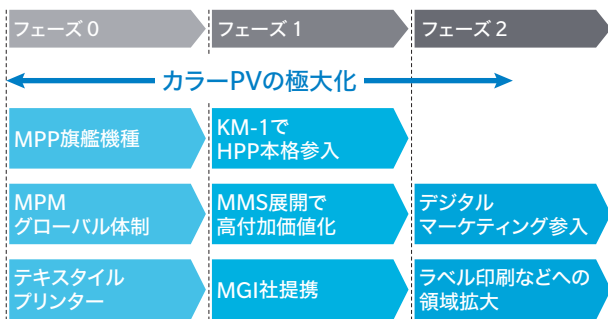 フェーズ 0
フェーズ 1
フェーズ 2
カラーPVの極大化
MPP旗艦機種
KM-1で
HPP本格参入
MPM
グローバル体制
MMS展開で
高付加価値化
デジタル
マーケティング参入
テキスタイル
プリンター
MGI社提携
ラベル印刷などへの
領域拡大